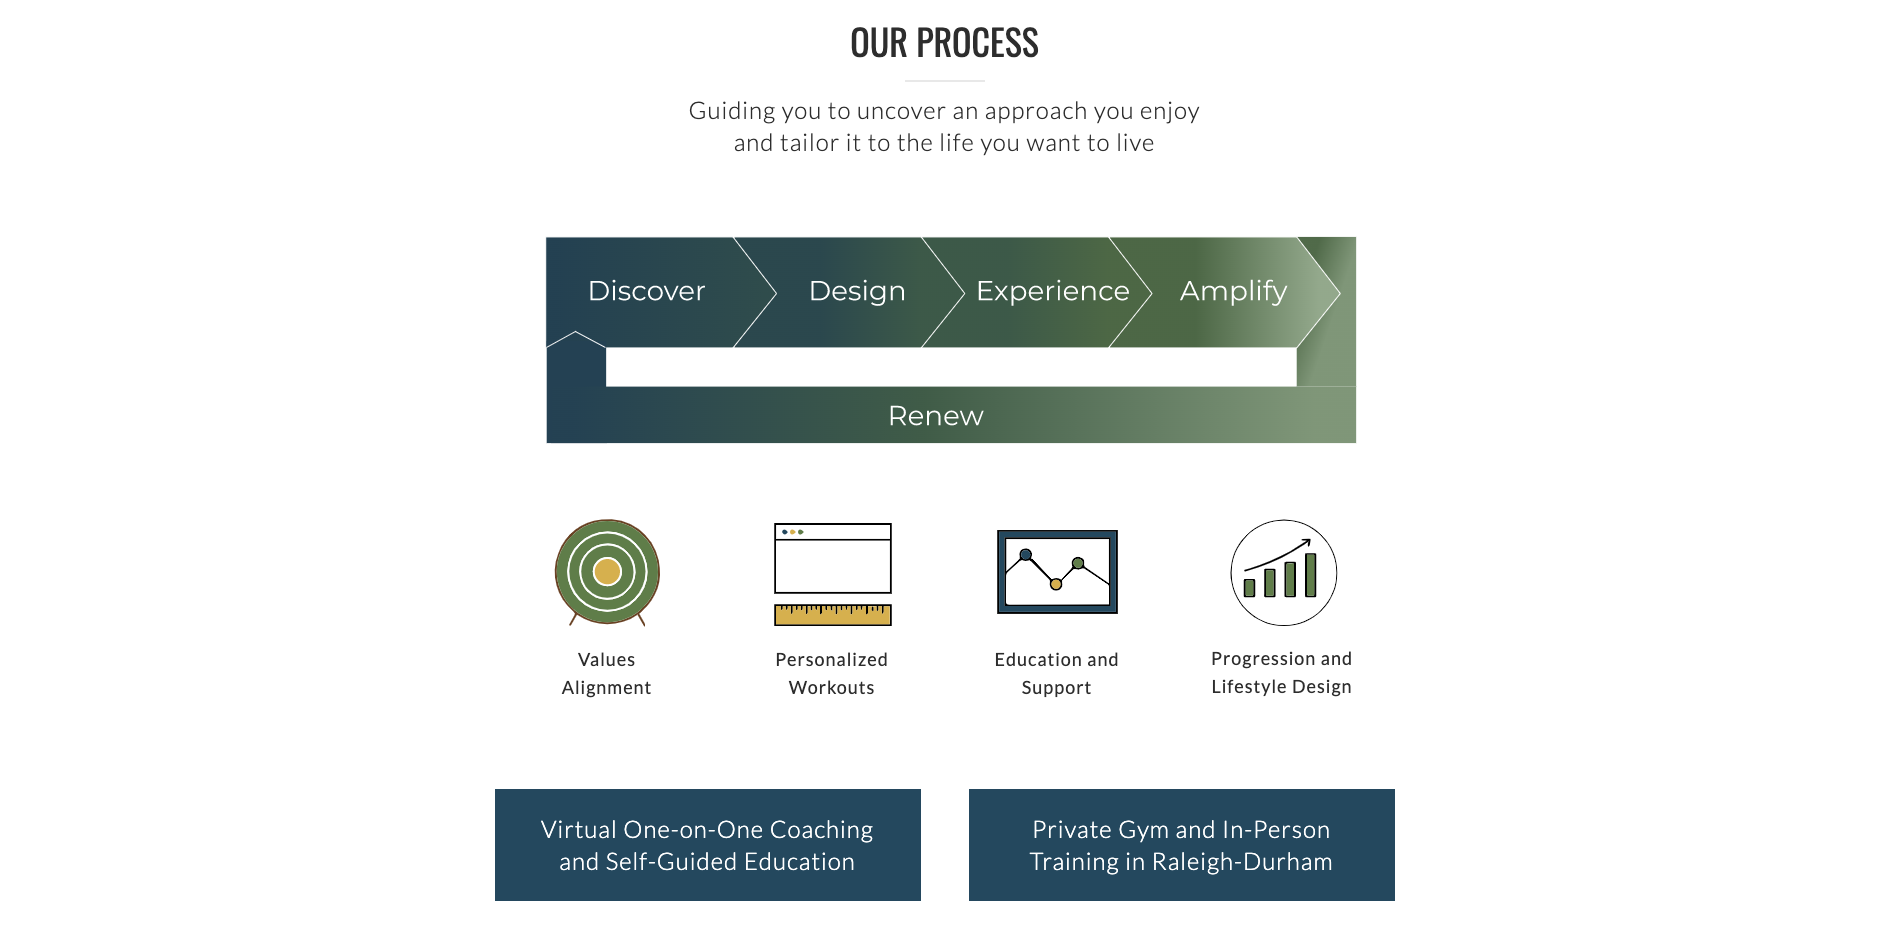 OUR PROCESS
Guiding you to uncover an approach you enjoy
and tailor it to the life you want to live
Discover
Design
Experience
Amplify
Renew
Values
Alignment
Personalized
Workouts
Education and
Support
Progression and
Lifestyle Design
Virtual One-on-One Coaching
and Self-Guided Education
Private Gym and In-Person
Training in Raleigh-Durham